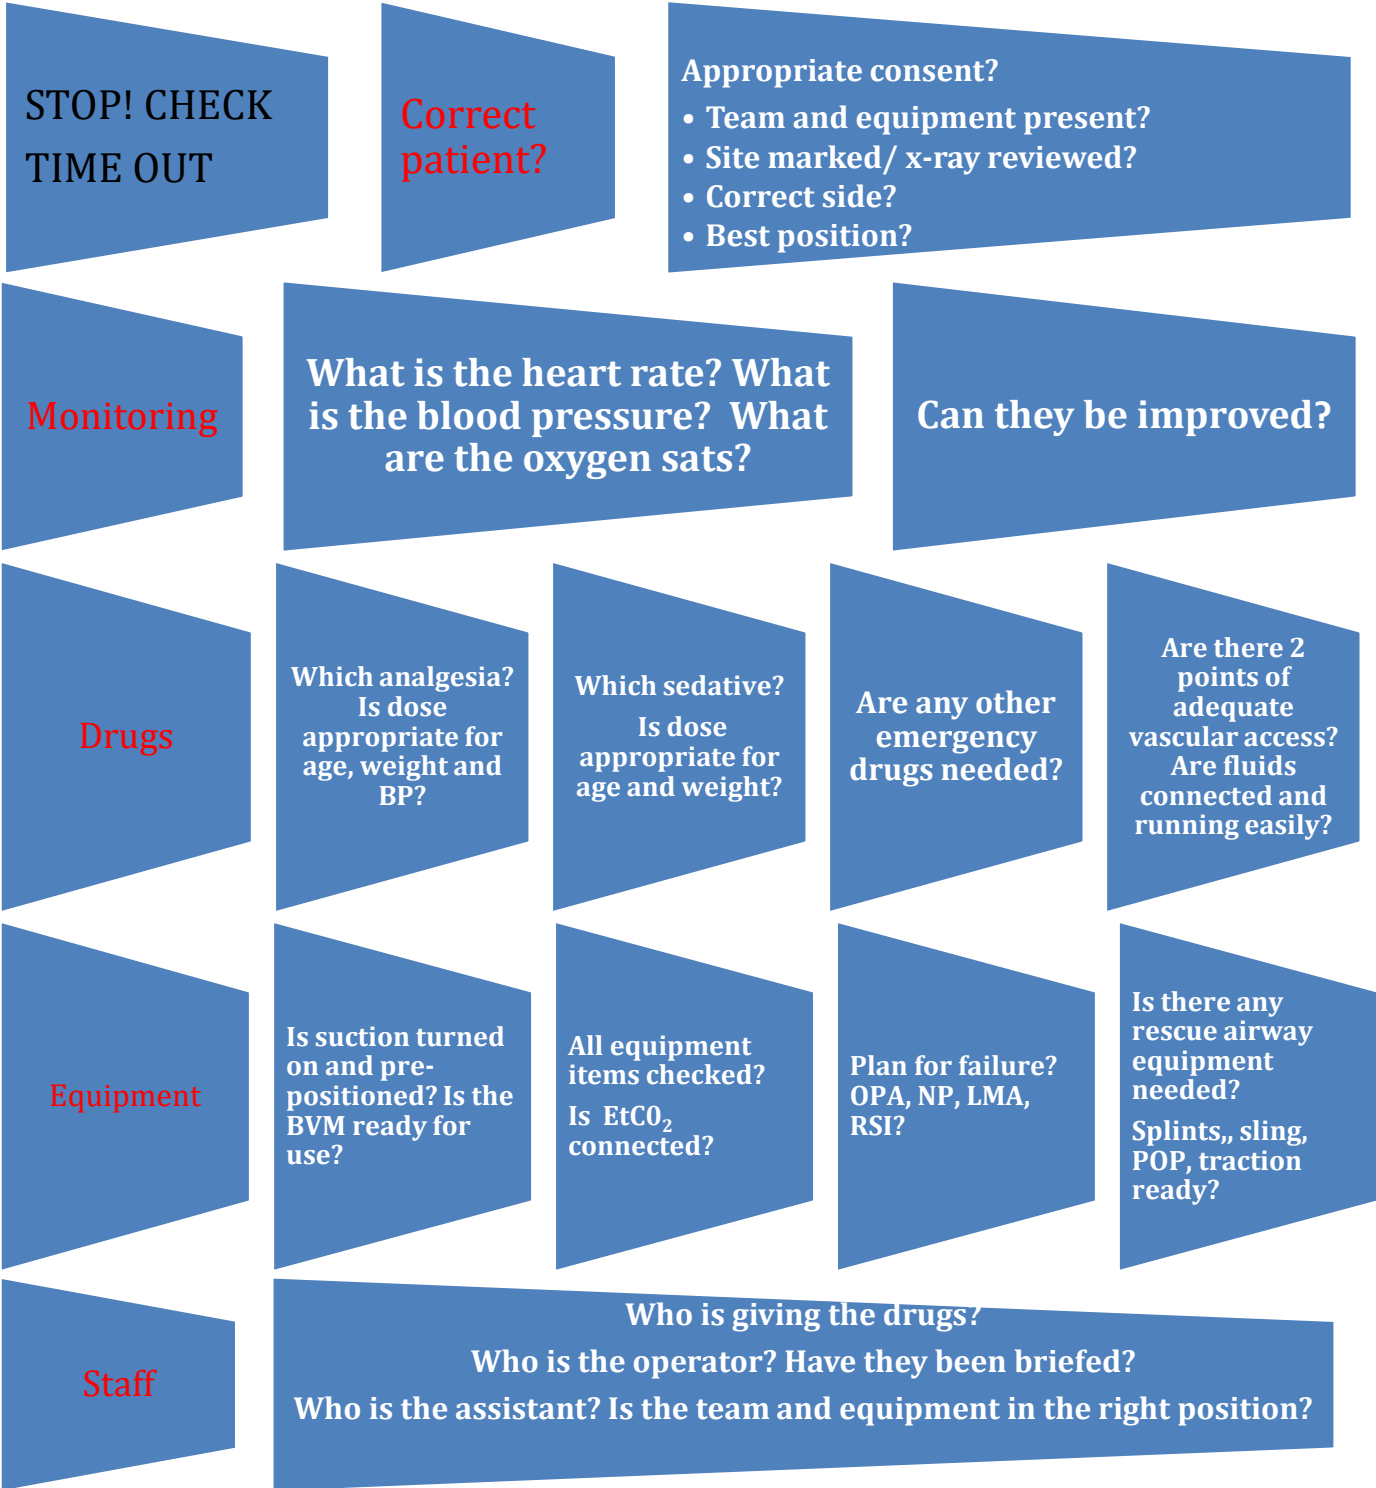 STOP! CHECK
TIME OUT
Correct
patient?
Appropriate consent?
• Team and equipment present?
• Site marked/ x-ray reviewed?
• Correct side?
• Best position?
Monitoring
What is the heart rate? What
is the blood pressure?  What
are the oxygen sats?
Can they be improved?
Drugs
Which analgesia?
Is dose
appropriate for
age, weight and
BP?
Which sedative?
Is dose
appropriate for
age and weight?
Are any other
emergency
drugs needed?
Are there 2
points of
adequate
vascular access?
Are fluids
connected and
running easily?
Equipment
Is suction turned
on and pre-
positioned? Is the
BVM ready for
use?
All equipment
items checked?
Is  EtC0₂
connected?
Plan for failure?
OPA, NP, LMA,
RSI?
Is there any
rescue airway
equipment
needed?
Splints,, sling,
POP, traction
ready?
Staff
Who is giving the drugs?
Who is the operator? Have they been briefed?
Who is the assistant? Is the team and equipment in the right position?